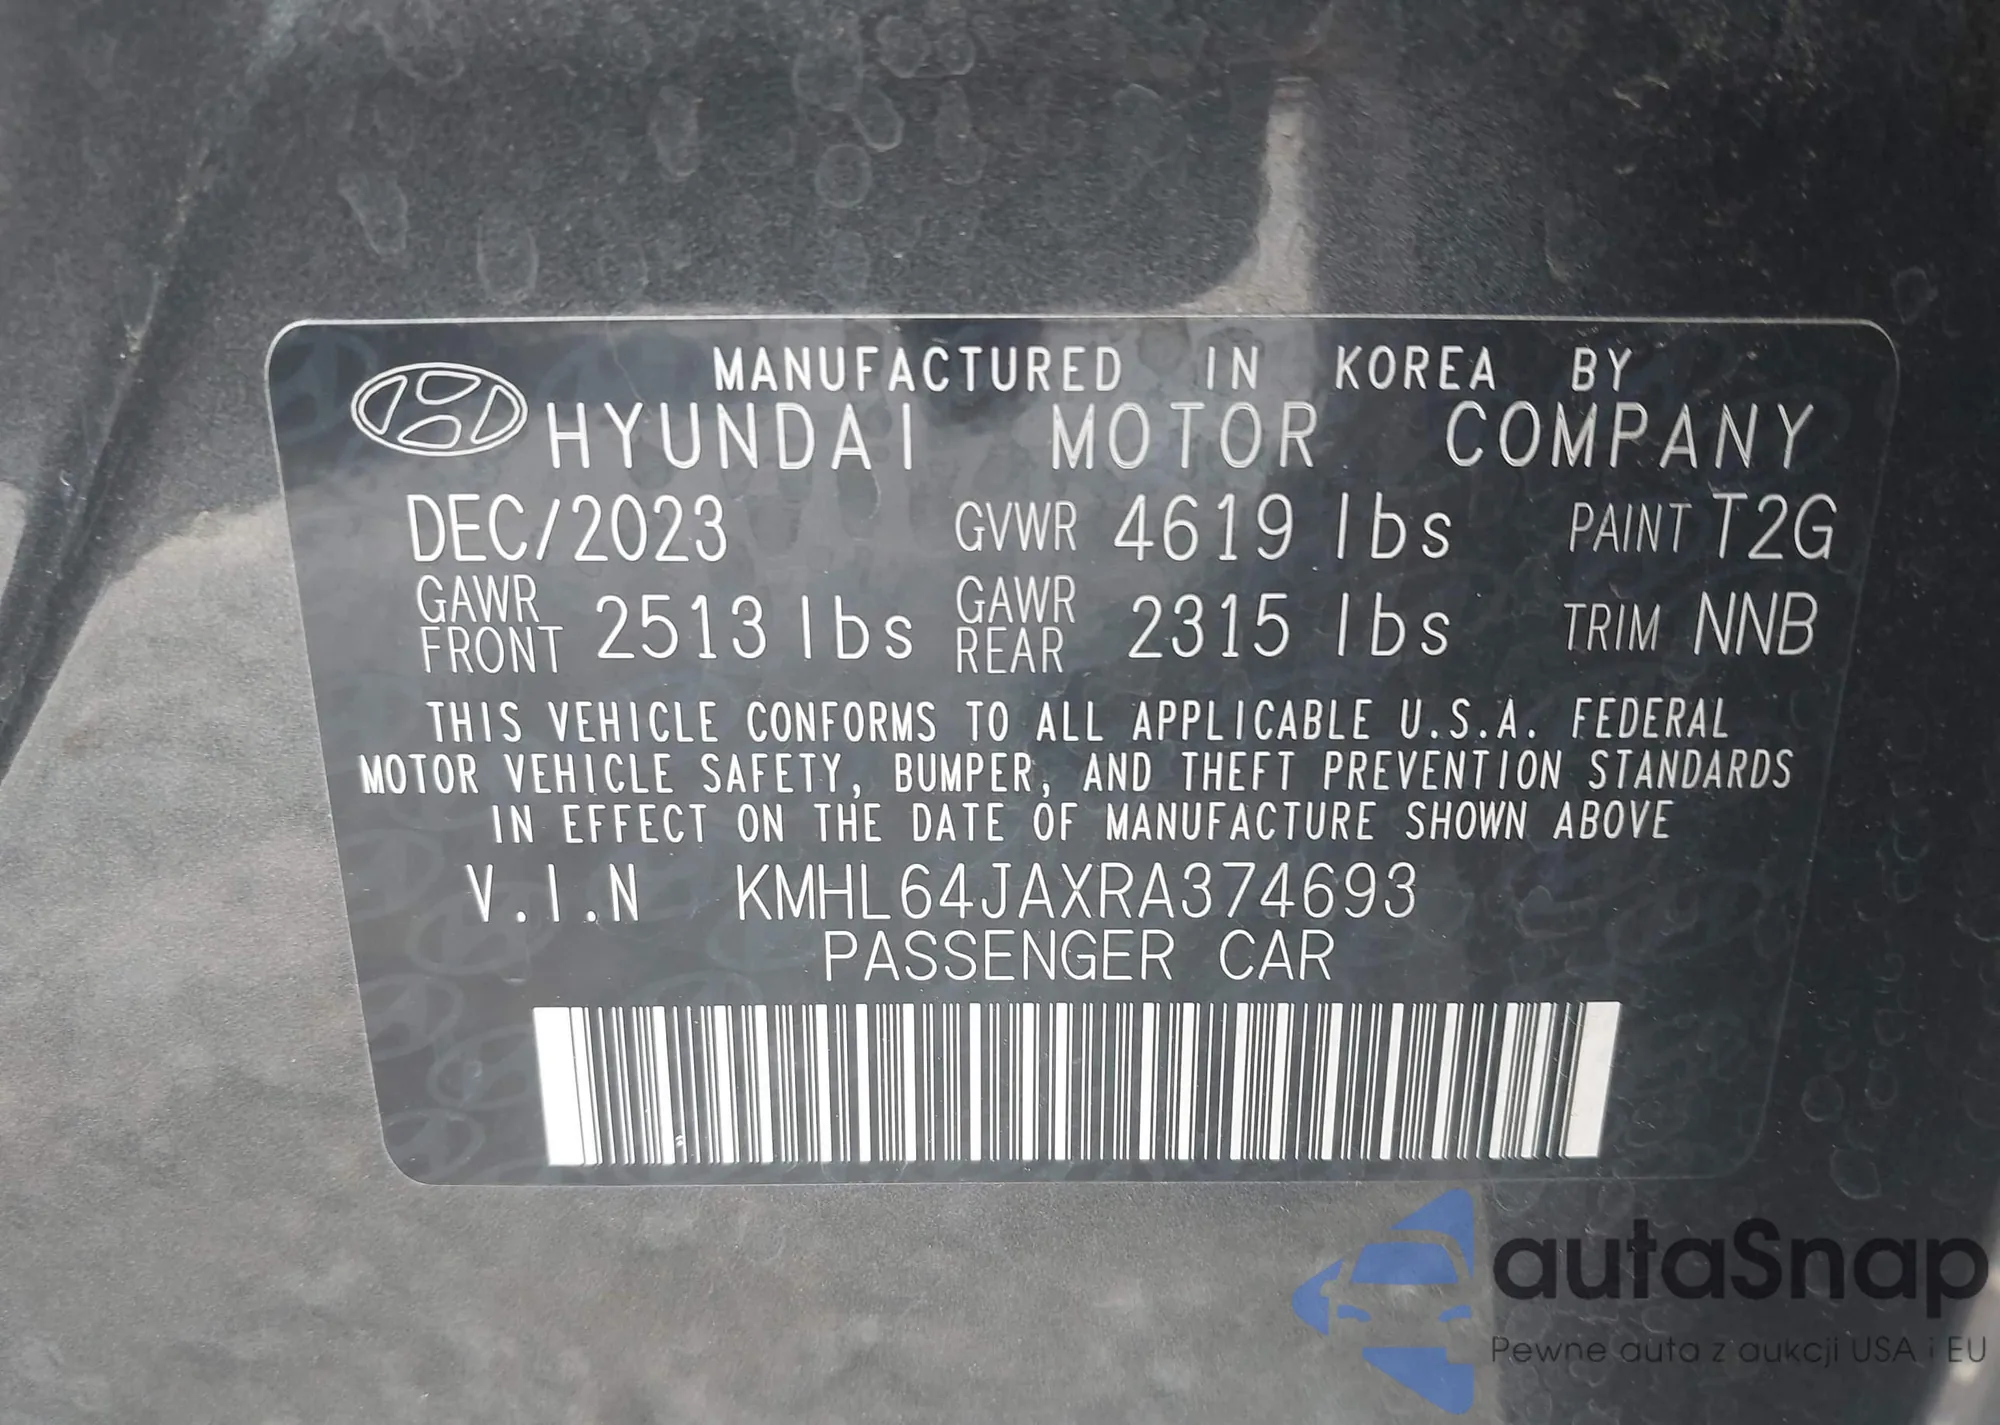 MANUFACTURED IN KOREA BY
HYUNDAI MOTOR COMPANY
DEC/2023 GVWR 4619 lbs PAINT T2G
GAWR FRONT 2513 lbs GAWR REAR 2315 lbs TRIM NNB
THIS VEHICLE CONFORMS TO ALL APPLICABLE U.S.A. FEDERAL
MOTOR VEHICLE SAFETY, BUMPER, AND THEFT PREVENTION STANDARDS
IN EFFECT ON THE DATE OF MANUFACTURE SHOWN ABOVE
V.I.N KMHL64JAXRA374693
PASSENGER CAR
autaSnap
Pewne auta z aukcji USA i EU